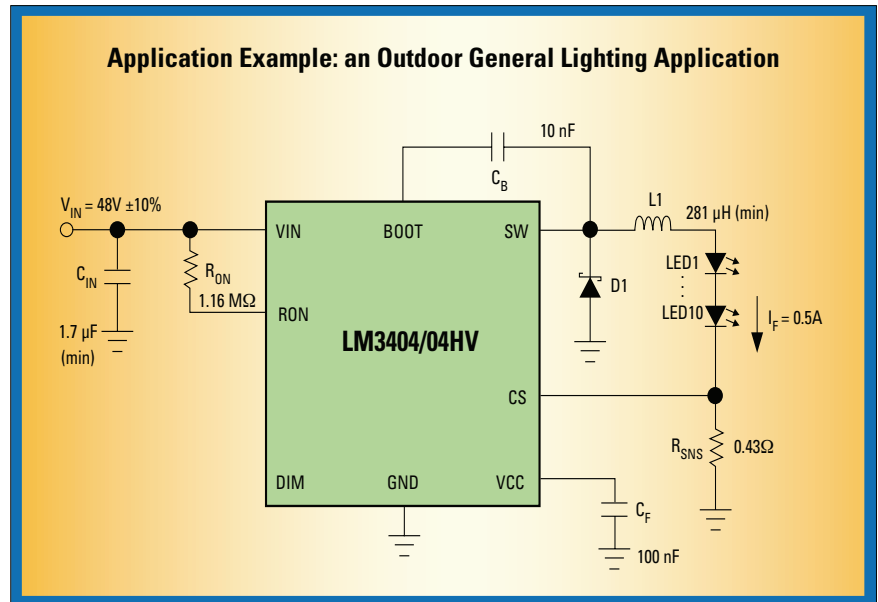 Application Example: an Outdoor General Lighting Application
10 nF
C_B
V_IN = 48V ±10%
L1
281 µH (min)
VIN
BOOT
SW
C_IN
R_ON
LED1
D1
1.16 MΩ
RON
LED10
I_F = 0.5A
1.7 µF
(min)
LM3404/04HV
CS
R_SNS
0.43Ω
DIM
GND
VCC
C_F
100 nF